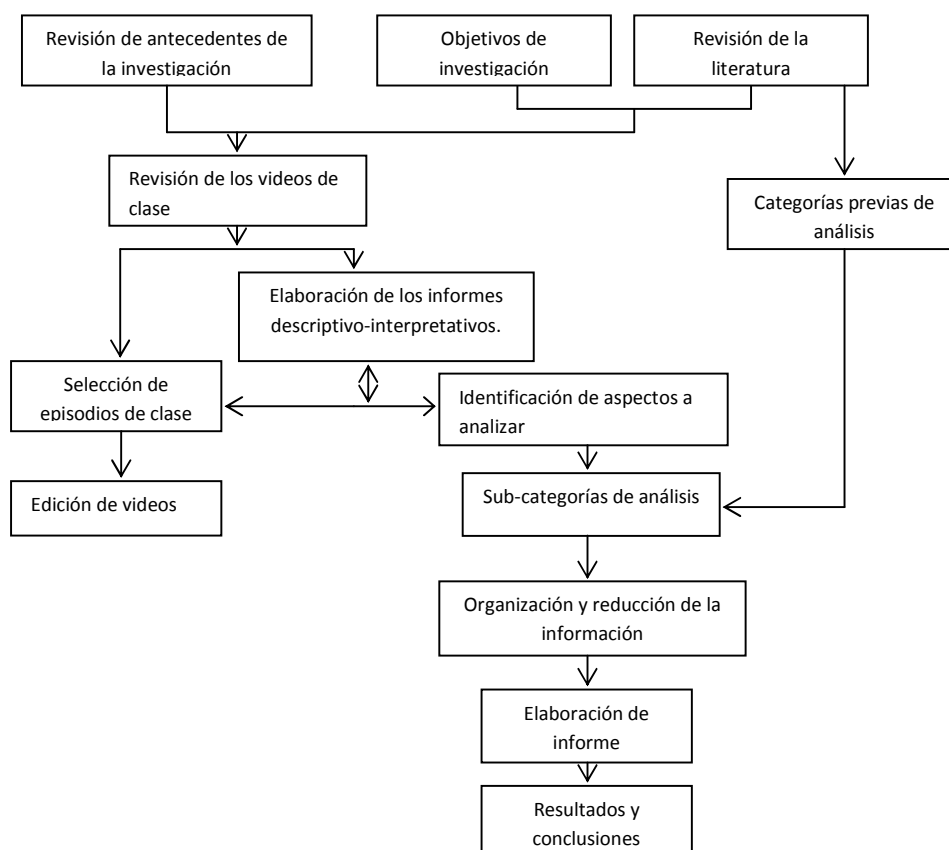 Revisión de antecedentes de
la investigación
Objetivos de
investigación
Revisión de la
literatura
Revisión de los videos de
clase
Categorías previas de
análisis
Elaboración de los informes
descriptivo-interpretativos.
Selección de
episodios de clase
Identificación de aspectos a
analizar
Edición de videos
Sub-categorías de análisis
Organización y reducción de la
información
Elaboración de
informe
Resultados y
conclusiones